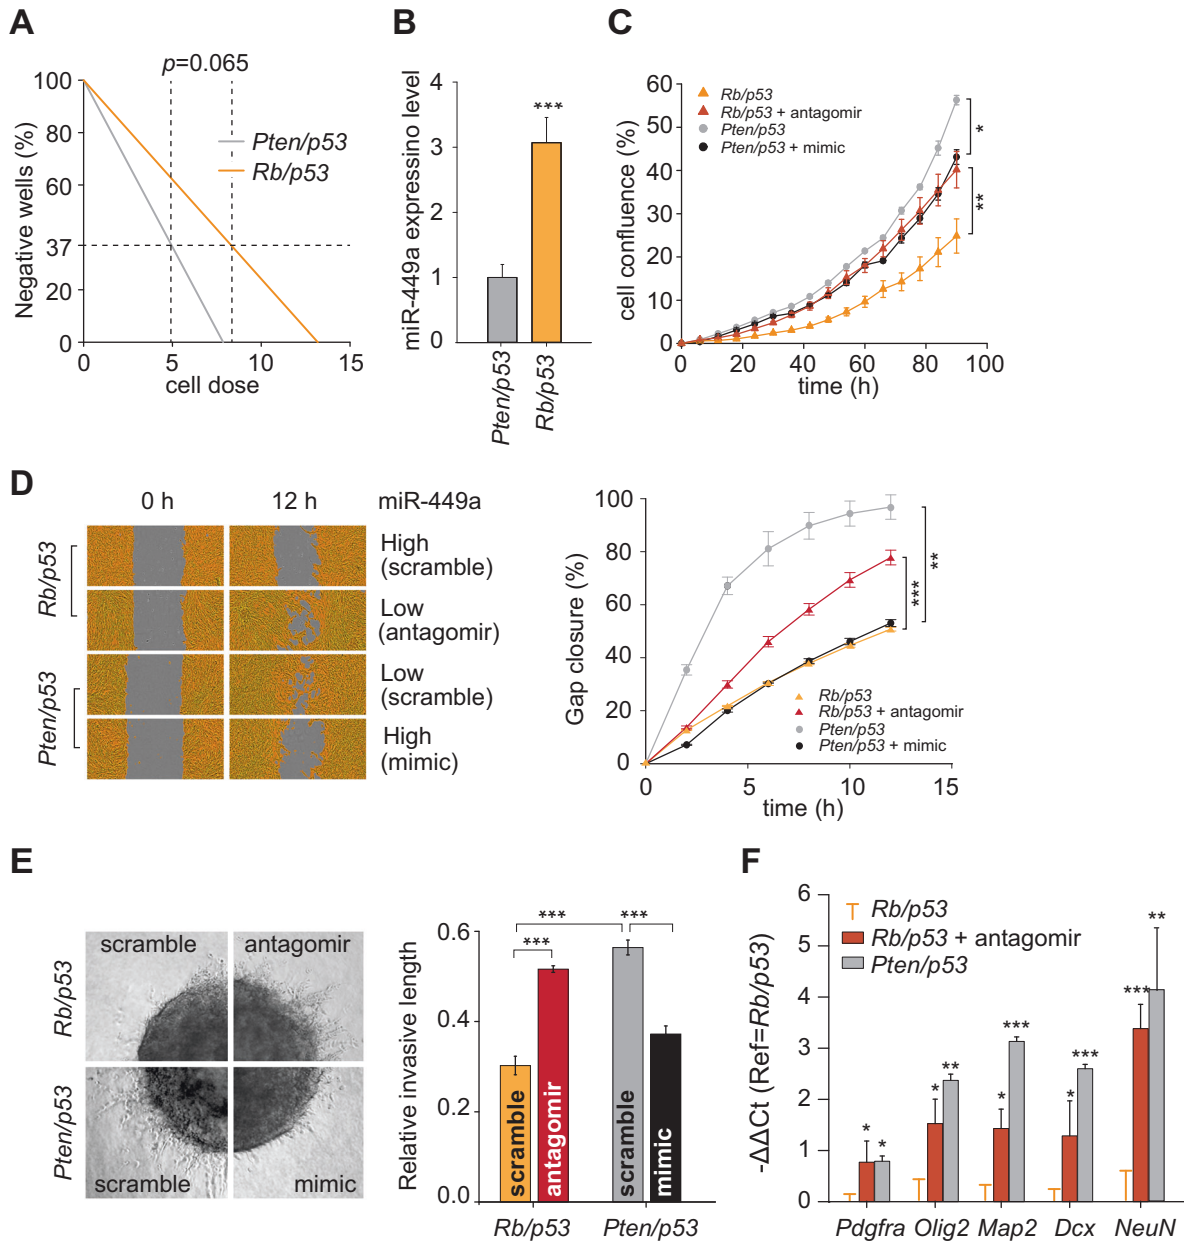 A
p=0.065
100
80
60
37
20
0
Negative wells (%)
Pten/p53
Rb/p53
0
5
10
15
cell dose
B
miR-449a expressino level
4
3
2
1
0
***
Pten/p53
Rb/p53
C
cell confluence (%)
60
50
40
30
20
10
0
Rb/p53
Rb/p53 + antagomir
Pten/p53
Pten/p53 + mimic
*
**
0
20
40
60
80
100
time (h)
D
0 h
12 h
miR-449a
Rb/p53
High
(scramble)
Low
(antagomir)
Pten/p53
Low
(scramble)
High
(mimic)
Gap closure (%)
100
80
60
40
20
0
***
**
Rb/p53
Rb/p53 + antagomir
Pten/p53
Pten/p53 + mimic
0
5
10
15
time (h)
E
Rb/p53
scramble
antagomir
Pten/p53
scramble
mimic
Relative invasive length
0.6
0.4
0.2
0.0
***
***
***
scramble
antagomir
scramble
mimic
Rb/p53
Pten/p53
F
-ΔΔCt (Ref=Rb/p53)
6
5
4
3
2
1
0
Rb/p53
Rb/p53 + antagomir
Pten/p53
*
*
*
**
*
***
*
***
***
**
Pdgfra
Olig2
Map2
Dcx
NeuN